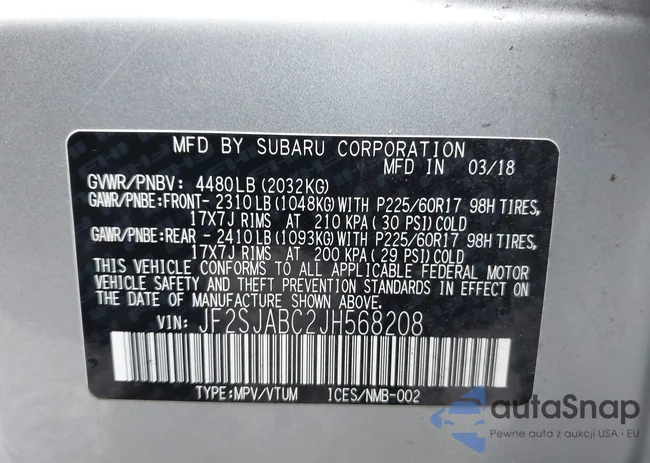 MFD BY SUBARU CORPORATION
MFD IN 03/18
GVWR/PNBV: 4480LB(2032KG)
GAWR/PNBE:FRONT- 2310LB(1048KG)WITH P225/60R17 98H TIRES,
17X7J RIMS AT 210 KPA( 30 PSI)COLD
GAWR/PNBE:REAR - 2410LB(1093KG)WITH P225/60R17 98H TIRES,
17X7J RIMS AT 200 KPA( 29 PSI)COLD
THIS VEHICLE CONFORMS TO ALL APPLICABLE FEDERAL MOTOR
VEHICLE SAFETY AND THEFT PREVENTION STANDARDS IN EFFECT
ON THE DATE OF MANUFACTURE SHOWN ABOVE.
VIN: JF2SJABC2JH568208
TYPE:MPV/VTUM ICES/NMB-002
autaSnap
Pewne auta z aukcji USA i EU